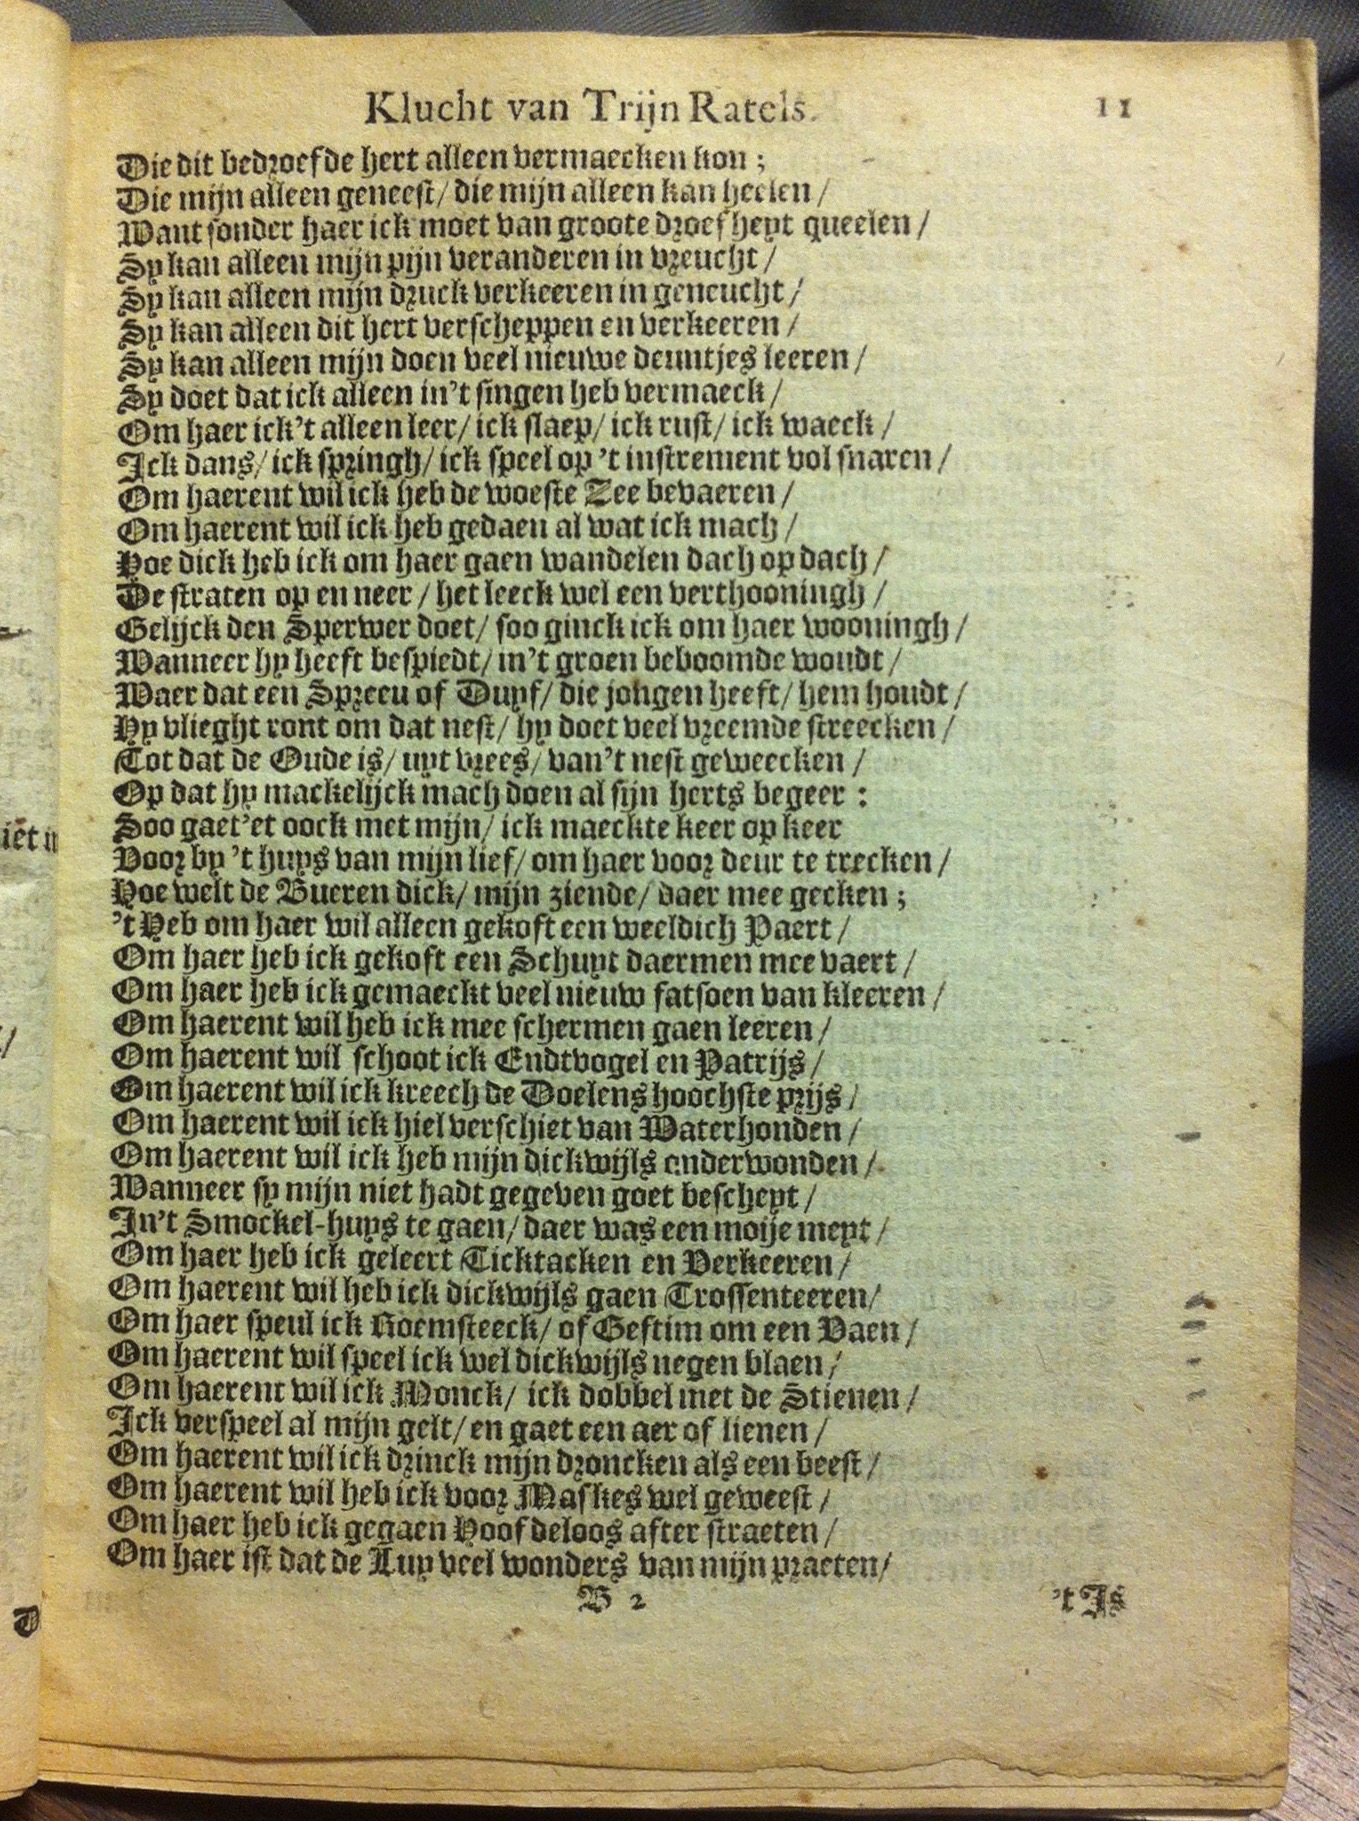 Klucht van Trijn Ratels. 11
Die dit bedroefde hert alleen vermaecken kon ;
Die mijn alleen geneest / die mijn alleen kan heelen /
Want sonder haer ick moet van groote droefheyt queelen /
Sy kan alleen mijn pijn veranderen in vreucht /
Sy kan alleen mijn druck verkeeren in geneucht /
Sy kan alleen dit hert verscheppen en verkeeren /
Sy kan alleen mijn doen veel nieuwe deuntjes leeren /
Sy doet dat ick alleen in't singen heb vermaeck /
Om haer ick't alleen leer / ick slaep / ick rust / ick waeck /
Ick dans / ick springh / ick speel op 't instrement vol snaren /
Om haerent wil ick heb de woeste Zee bevaeren /
Om haerent wil ick heb gedaen al wat ick mach /
Hoe dick heb ick om haer gaen wandelen dach op dach /
De straten op en neer / het leeck wel een verthooningh /
Gelijck den Sperwer doet / soo ginck ick om haer wooningh /
Wanneer hy heeft bespiedt / in't groen beboomde woudt /
Waer dat een Spreeu of Duyf / die jongen heeft / hem houdt /
Hy vlieght ront om dat nest / hy doet veel vreemde streecken /
Tot dat de Oude is / uyt vrees / van't nest geweecken /
Op dat hy mackelijck mach doen al sijn herts begeer :
Soo gaet'et oock met mijn / ick maeckte keer op keer
Voor by 't huys van mijn lief / om haer voor deur te trecken /
Hoe welt de Bueren dick / mijn ziende / daer mee gecken ;
't Heb om haer wil alleen gekoft een weeldich Paert /
Om haer heb ick gekoft een Schuyt daermen mee vaert /
Om haer heb ick gemaeckt veel nieuw fatsoen van kleeren /
Om haerent wil heb ick mee schermen gaen leeren /
Om haerent wil schoot ick Endtvogel en Patrijs /
Om haerent wil ick kreech de Doelens hoochste prijs /
Om haerent wil ick hiel verschiet van Waterhonden /
Om haerent wil ick heb mijn dickwijls onderwonden /
Wanneer sy mijn niet hadt gegeven goet bescheyt /
In't Smockel-huys te gaen / daer was een moije meyt /
Om haer heb ick geleert Ticktacken en Verkeeren /
Om haerent wil heb ick dickwijls gaen Trossenteeren /
Om haer speul ick Roemsteeck / of Gestim om een Vaen /
Om haerent wil speel ick wel dickwijls negen blaen /
Om haerent wil ick Monck / ick dobbel met de Stienen /
Ick verspeel al mijn gelt / en gaet een aer of lienen /
Om haerent wil ick drinck mijn droncken als een beest /
Om haerent wil heb ick voor Maskes wel geweest /
Om haer heb ick gegaen Hoofdeloos after straeten /
Om haer ist dat de Luy veel wonders van mijn praeten /
B 2 't Is